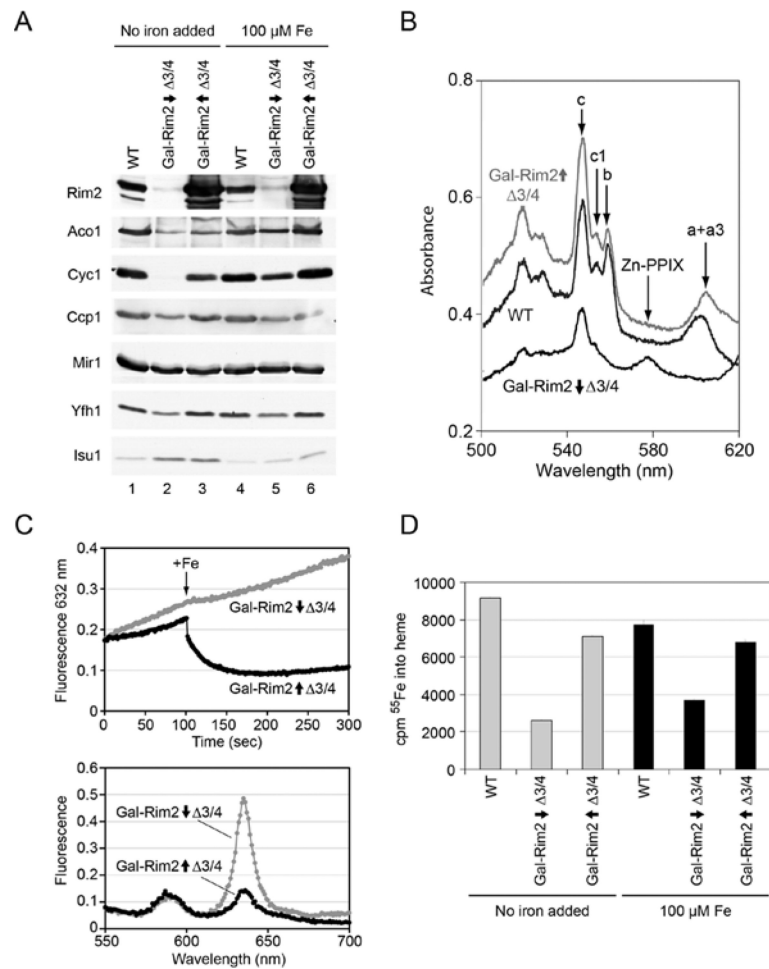 A
No iron added
100 µM Fe
WT
Gal-Rim2 ⬇ Δ3/4
Gal-Rim2 ⬆ Δ3/4
WT
Gal-Rim2 ⬇ Δ3/4
Gal-Rim2 ⬆ Δ3/4
Rim2
Aco1
Cyc1
Ccp1
Mir1
Yfh1
Isu1
1 2 3 4 5 6
B
0.8
0.6
0.4
0.2
Absorbance
c
c1
b
a+a3
Gal-Rim2⬆
Δ3/4
Zn-PPIX
WT
Gal-Rim2 ⬇ Δ3/4
500 540 580 620
Wavelength (nm)
C
0.4
0.3
0.2
0.1
0
Fluorescence 632 nm
+Fe
Gal-Rim2 ⬇ Δ3/4
Gal-Rim2 ⬆ Δ3/4
0 50 100 150 200 250 300
Time (sec)
0.6
0.5
0.4
0.3
0.2
0.1
0
Fluorescence
Gal-Rim2 ⬇ Δ3/4
Gal-Rim2 ⬆ Δ3/4
550 600 650 700
Wavelength (nm)
D
10000
8000
6000
4000
2000
0
cpm ⁵⁵Fe into heme
WT
Gal-Rim2 ⬇ Δ3/4
Gal-Rim2 ⬆ Δ3/4
WT
Gal-Rim2 ⬇ Δ3/4
Gal-Rim2 ⬆ Δ3/4
No iron added
100 µM Fe